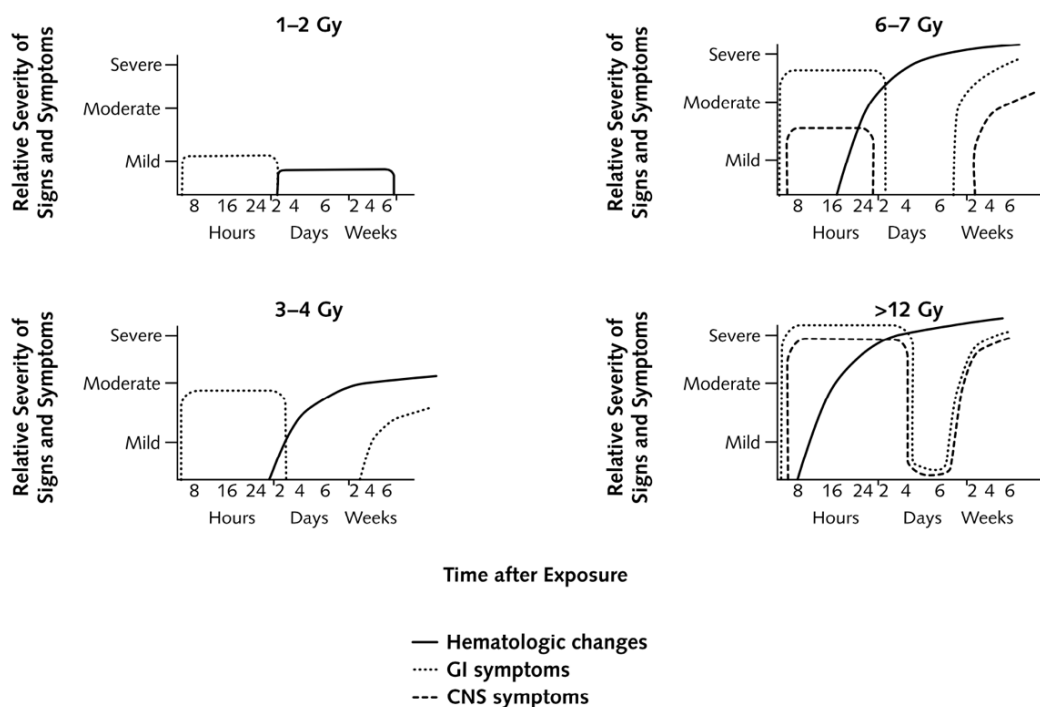 1–2 Gy
Relative Severity of
Signs and Symptoms
Severe
Moderate
Mild
8 16 24 2 4 6 2 4 6
Hours Days Weeks
6–7 Gy
Relative Severity of
Signs and Symptoms
Severe
Moderate
Mild
8 16 24 2 4 6 2 4 6
Hours Days Weeks
3–4 Gy
Relative Severity of
Signs and Symptoms
Severe
Moderate
Mild
8 16 24 2 4 6 2 4 6
Hours Days Weeks
>12 Gy
Relative Severity of
Signs and Symptoms
Severe
Moderate
Mild
8 16 24 2 4 6 2 4 6
Hours Days Weeks
Time after Exposure
Hematologic changes
GI symptoms
CNS symptoms